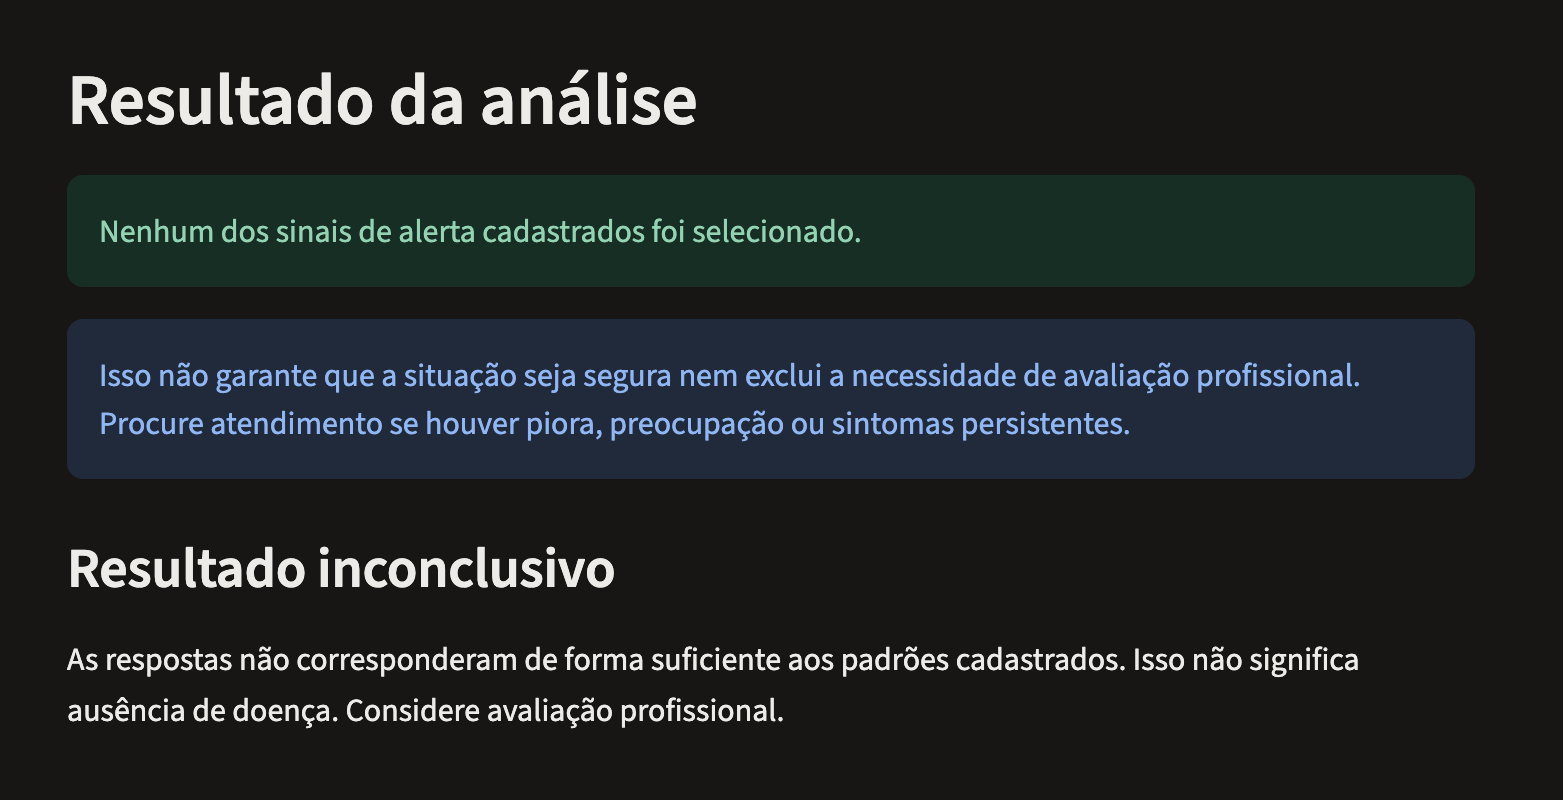 Resultado da análise
Nenhum dos sinais de alerta cadastrados foi selecionado.
Isso não garante que a situação seja segura nem exclui a necessidade de avaliação profissional.
Procure atendimento se houver piora, preocupação ou sintomas persistentes.
Resultado inconclusivo
As respostas não corresponderam de forma suficiente aos padrões cadastrados. Isso não significa
ausência de doença. Considere avaliação profissional.